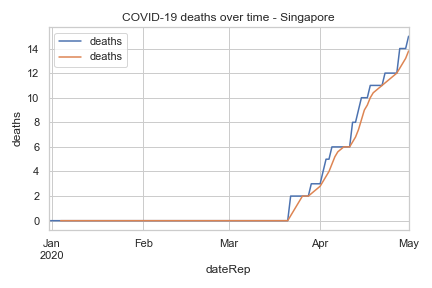 COVID-19 deaths over time - Singapore
deaths
deaths
deaths
14
12
10
8
6
4
2
0
Jan Feb Mar Apr May
2020
dateRep